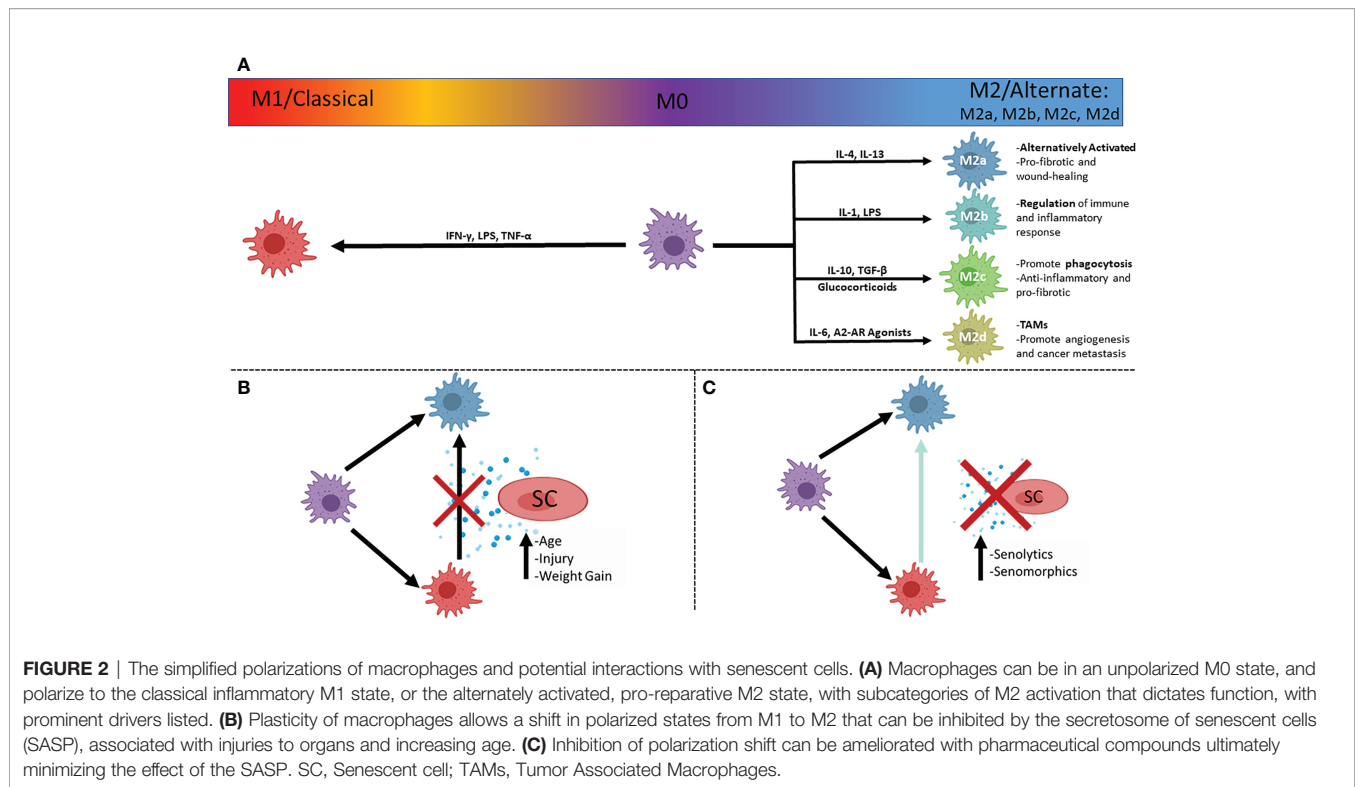 A
M1/Classical
M0
M2/Alternate:
M2a, M2b, M2c, M2d
IL-4, IL-13
M2a
-Alternatively Activated
-Pro-fibrotic and
wound-healing
IL-1, LPS
M2b
-Regulation of immune
and inflammatory
response
IFN-γ, LPS, TNF-α
IL-10, TGF-β
Glucocorticoids
M2c
-Promote phagocytosis
-Anti-inflammatory and
pro-fibrotic
IL-6, A2-AR Agonists
M2d
-TAMs
-Promote angiogenesis
and cancer metastasis
B
SC
-Age
-Injury
-Weight Gain
C
SC
-Senolytics
-Senomorphics
FIGURE 2 | The simplified polarizations of macrophages and potential interactions with senescent cells. (A) Macrophages can be in an unpolarized M0 state, and
polarize to the classical inflammatory M1 state, or the alternately activated, pro-reparative M2 state, with subcategories of M2 activation that dictates function, with
prominent drivers listed. (B) Plasticity of macrophages allows a shift in polarized states from M1 to M2 that can be inhibited by the secretosome of senescent cells
(SASP), associated with injuries to organs and increasing age. (C) Inhibition of polarization shift can be ameliorated with pharmaceutical compounds ultimately
minimizing the effect of the SASP. SC, Senescent cell; TAMs, Tumor Associated Macrophages.